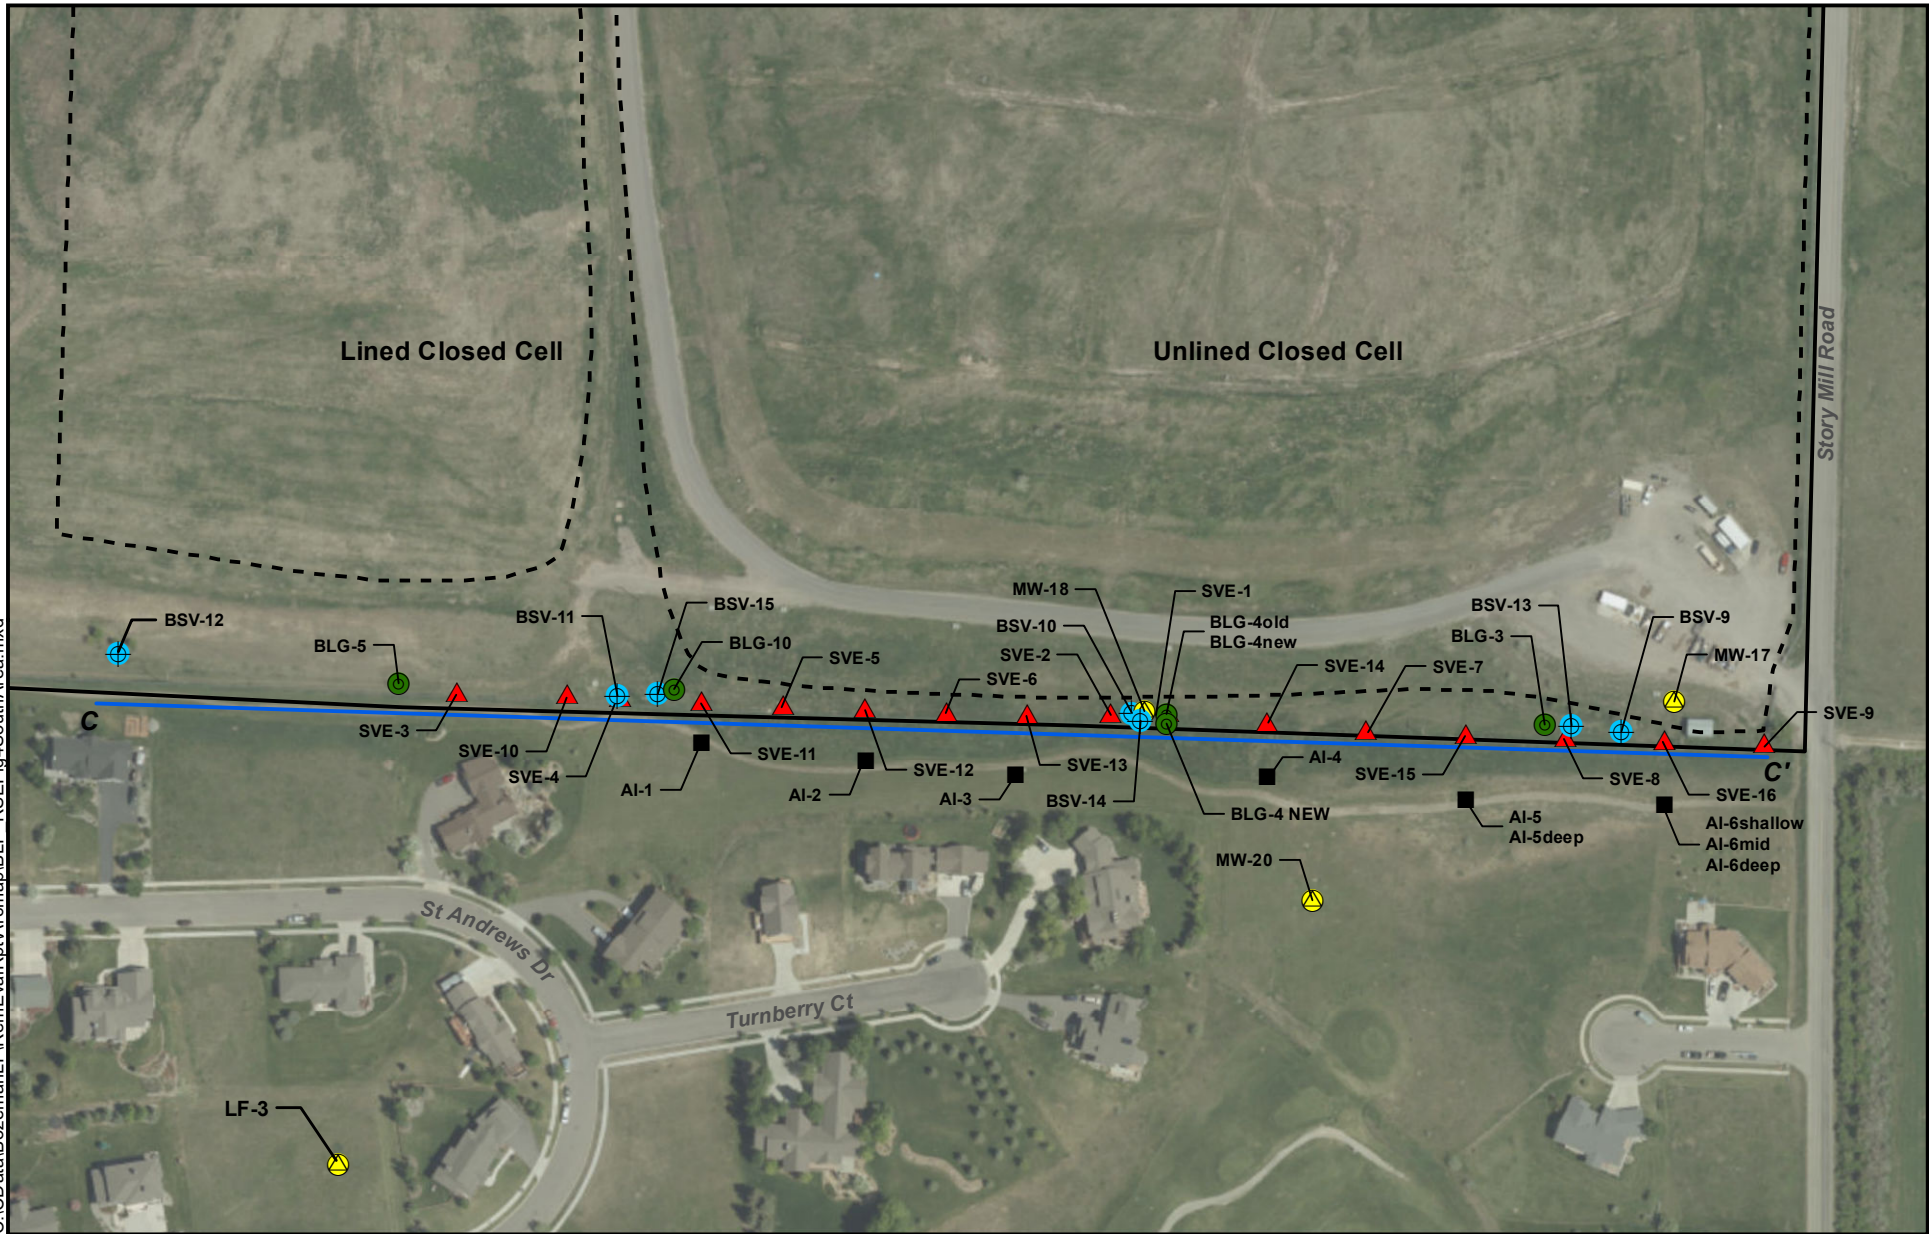 Lined Closed Cell
Unlined Closed Cell
Story Mill Road
BSV-12
BLG-5
BSV-11
BSV-15
BLG-10
SVE-5
SVE-6
MW-18
BSV-10
SVE-2
SVE-1
BLG-4old
BLG-4new
SVE-14
SVE-7
BSV-13
BLG-3
BSV-9
MW-17
SVE-9
C
SVE-3
SVE-10
SVE-4
AI-1
SVE-11
AI-2
SVE-12
AI-3
SVE-13
BSV-14
BLG-4 NEW
AI-4
SVE-15
SVE-8
SVE-16
C'
AI-5
AI-5deep
AI-6shallow
AI-6mid
AI-6deep
MW-20
St Andrews Dr
Turnberry Ct
LF-3